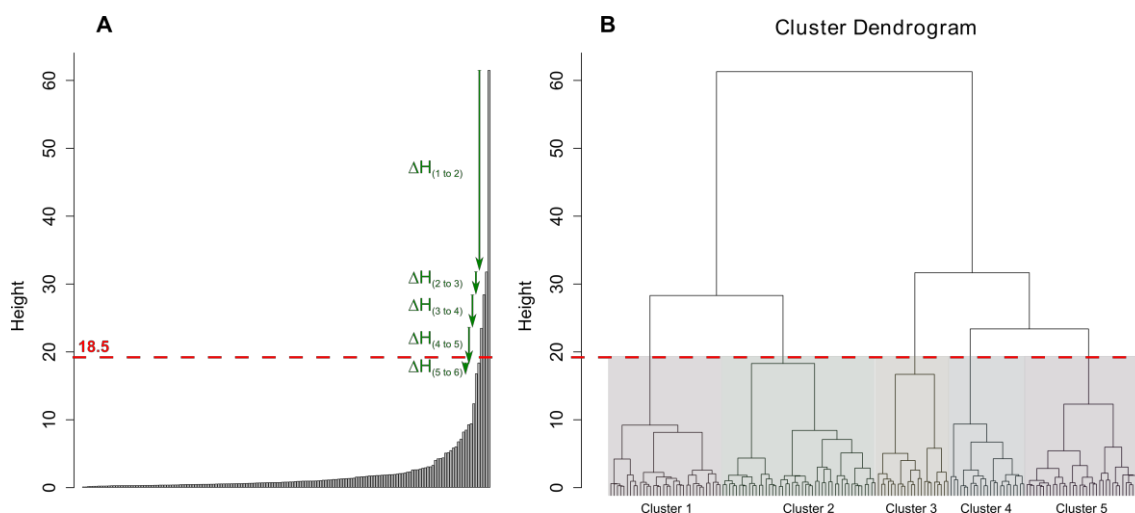 A
Height
0
10
20
30
40
50
60
18.5
ΔH(1 to 2)
ΔH(2 to 3)
ΔH(3 to 4)
ΔH(4 to 5)
ΔH(5 to 6)
B
Cluster Dendrogram
Height
0
10
20
30
40
50
60
Cluster 1
Cluster 2
Cluster 3
Cluster 4
Cluster 5